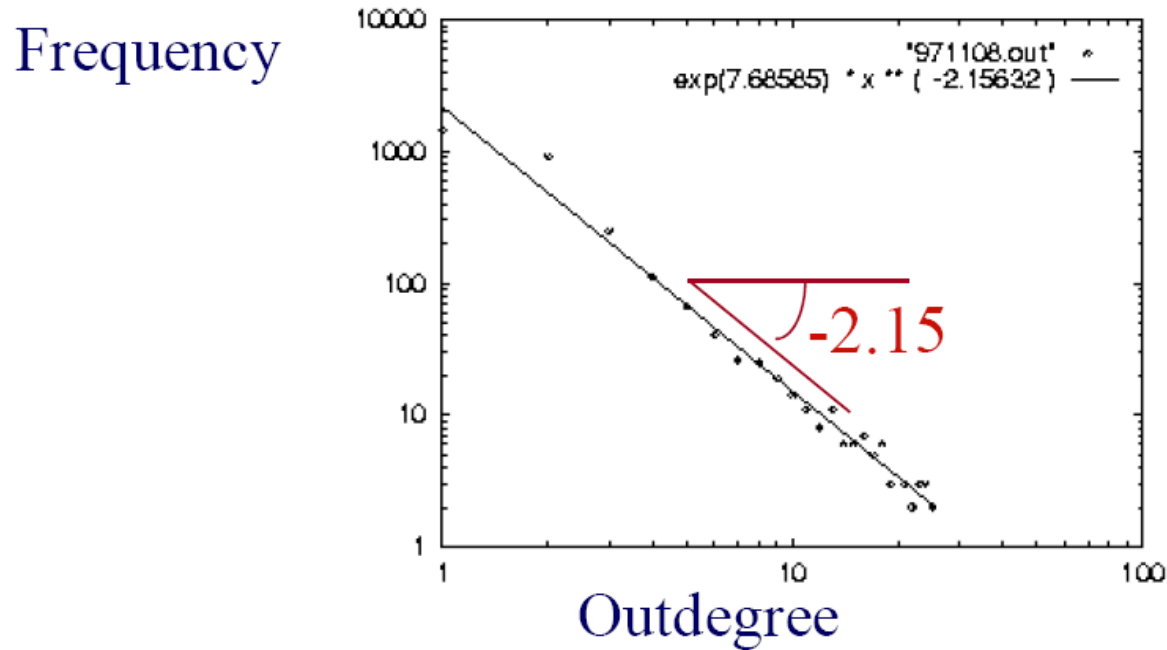 Frequency
10000
"971108.out"
exp(7.68585) * x ** ( -2.15632 )
1000
100
-2.15
10
1
1
10
100
Outdegree